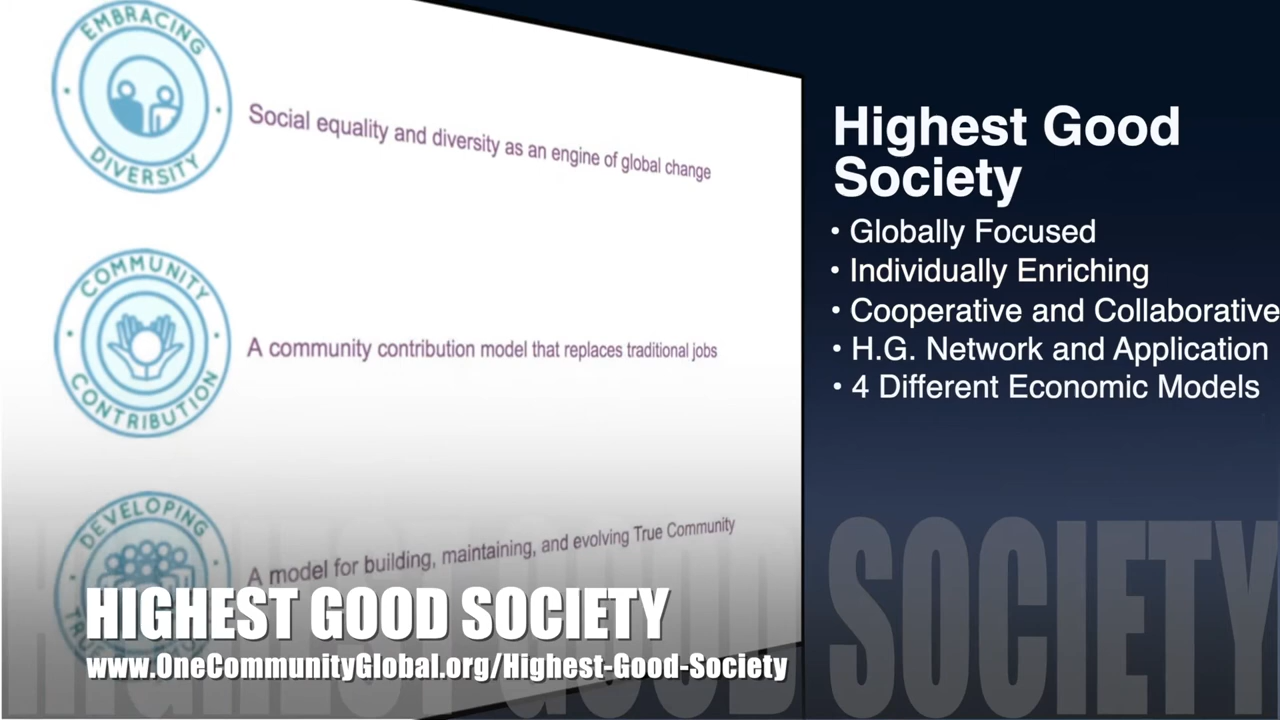 EMBRACING
DIVERSITY
Social equality and diversity as an engine of global change
COMMUNITY
CONTRIBUTION
A community contribution model that replaces traditional jobs
DEVELOPING
A model for building, maintaining, and evolving True Community
Highest Good
Society
• Globally Focused
• Individually Enriching
• Cooperative and Collaborative
• H.G. Network and Application
• 4 Different Economic Models
HIGHEST GOOD SOCIETY
HIGHEST GOOD SOCIETY
www.OneCommunityGlobal.org/Highest-Good-Society